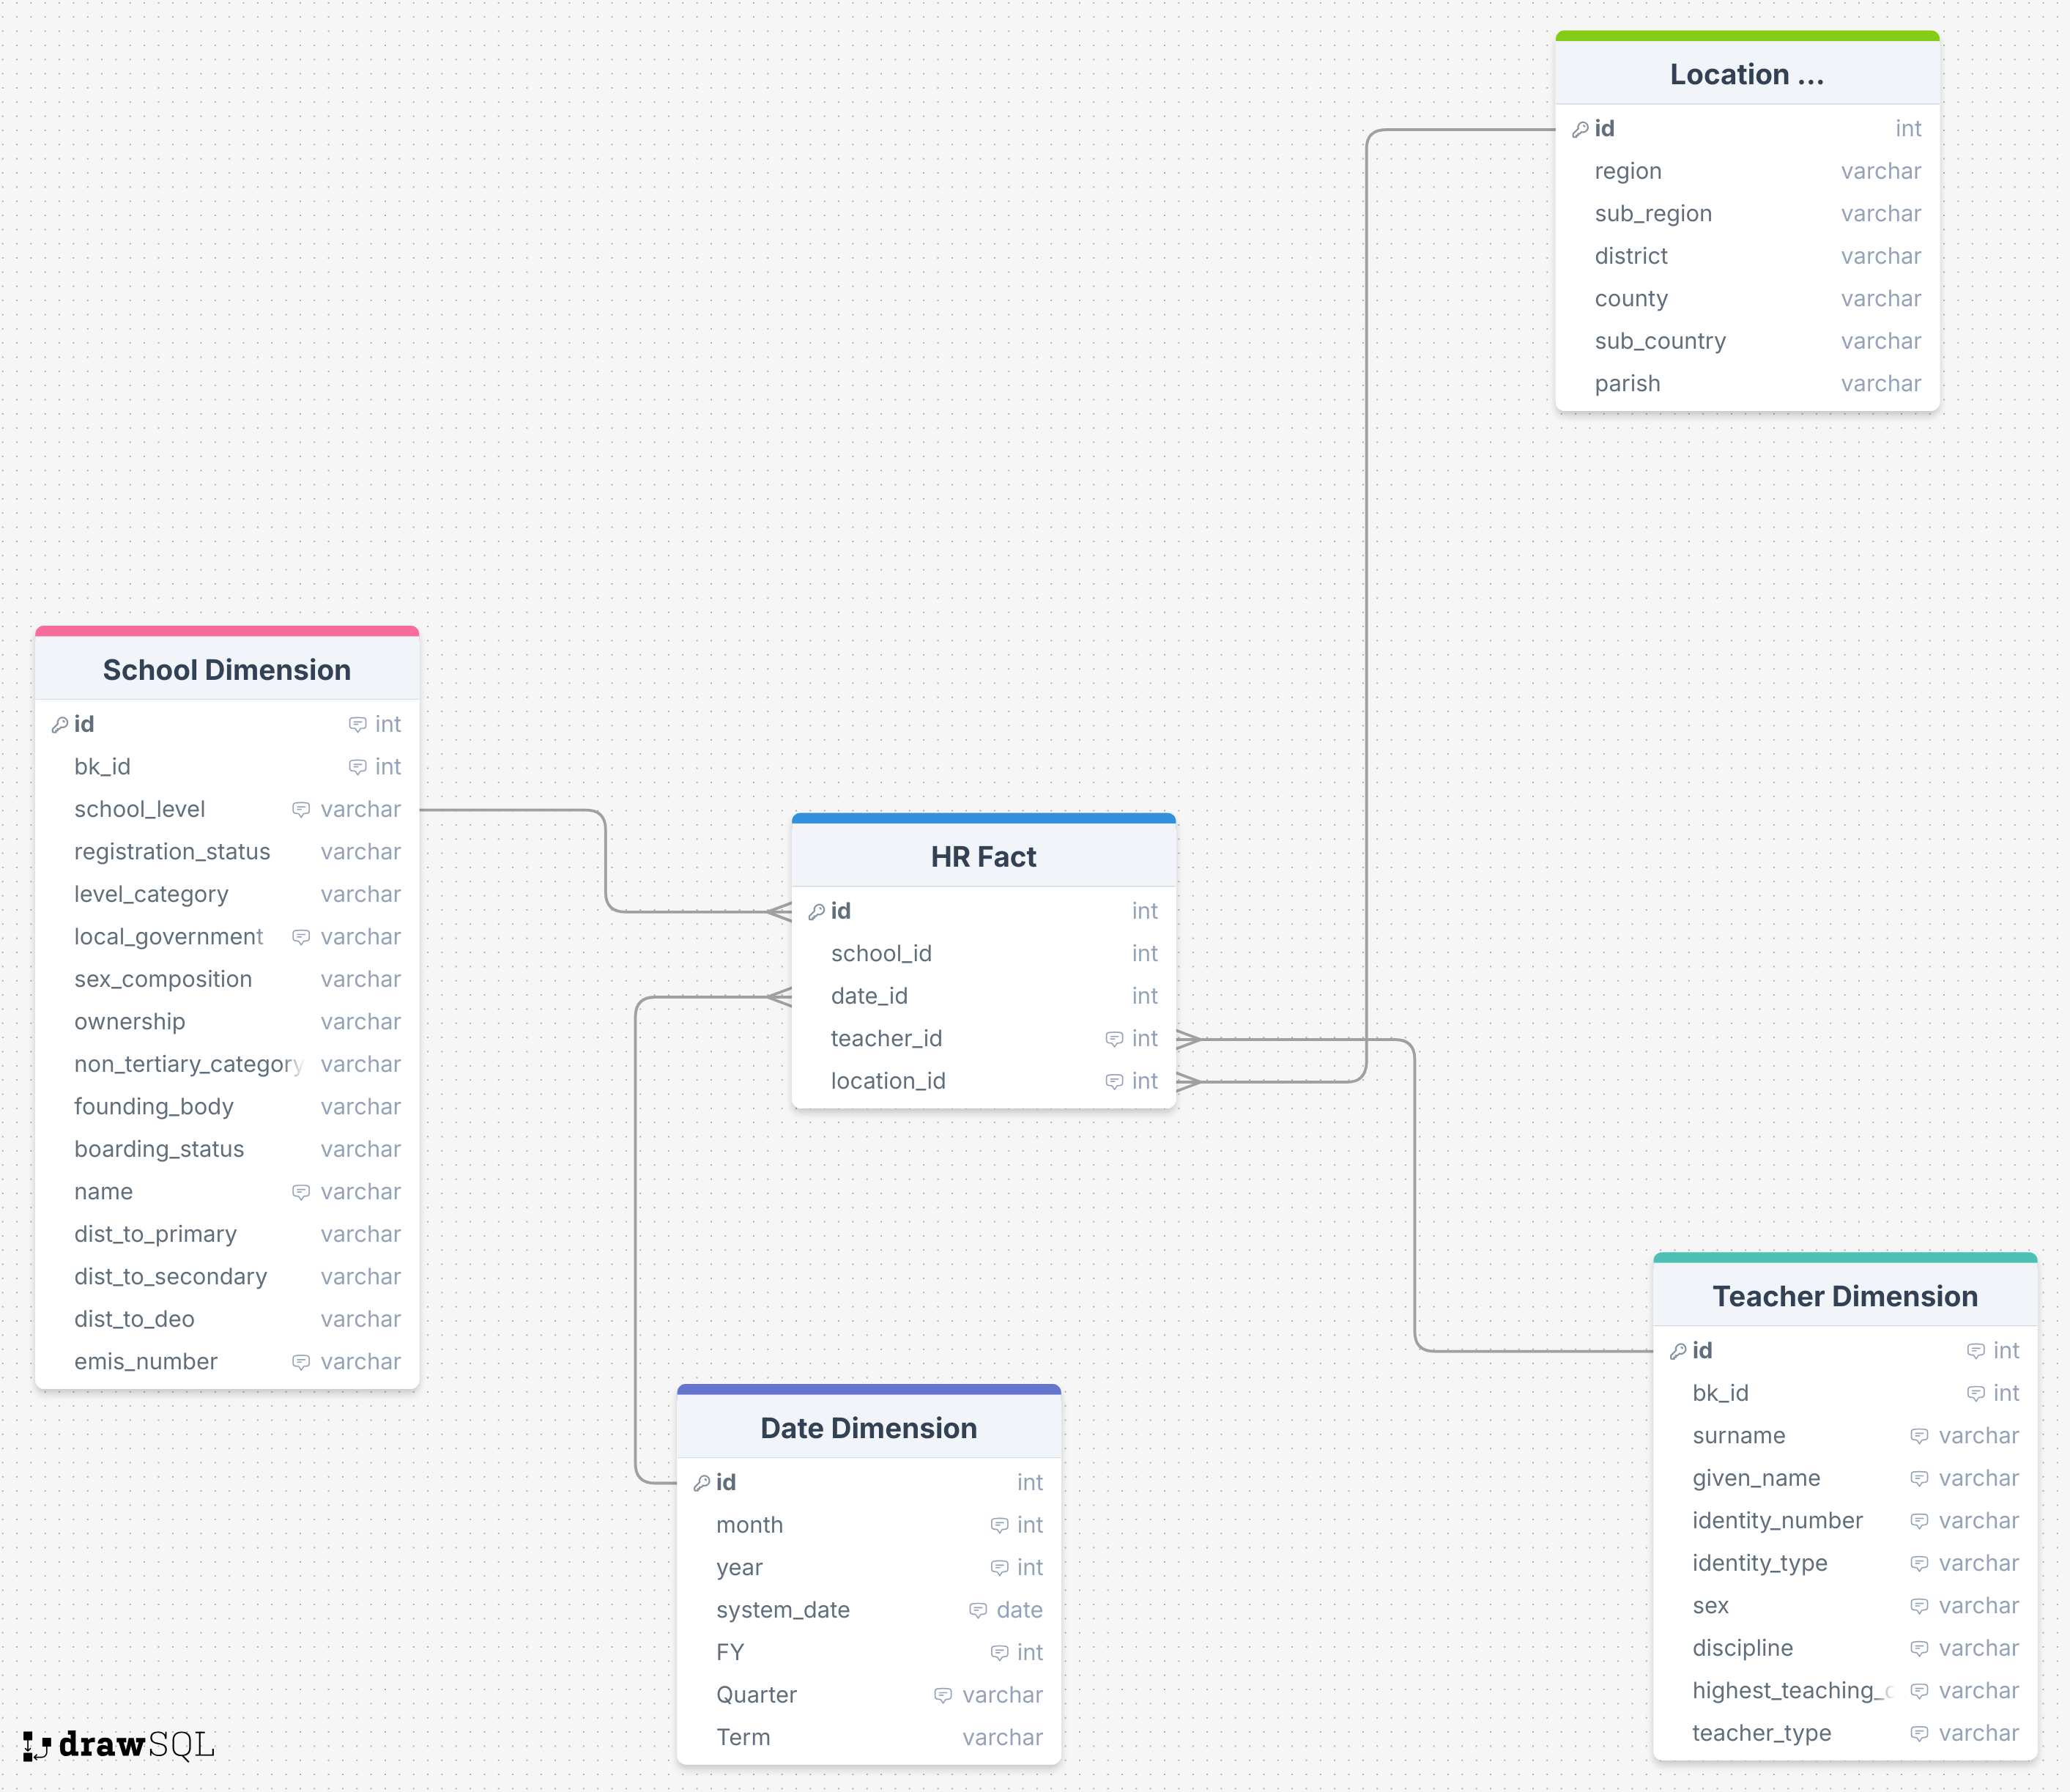 Location ...
id int
region varchar
sub_region varchar
district varchar
county varchar
sub_country varchar
parish varchar
School Dimension
id int
bk_id int
school_level varchar
registration_status varchar
level_category varchar
local_government varchar
sex_composition varchar
ownership varchar
non_tertiary_category varchar
founding_body varchar
boarding_status varchar
name varchar
dist_to_primary varchar
dist_to_secondary varchar
dist_to_deo varchar
emis_number varchar
HR Fact
id int
school_id int
date_id int
teacher_id int
location_id int
Teacher Dimension
id int
bk_id int
surname varchar
given_name varchar
identity_number varchar
identity_type varchar
sex varchar
discipline varchar
highest_teaching_ varchar
teacher_type varchar
Date Dimension
id int
month int
year int
system_date date
FY int
Quarter varchar
Term varchar
drawSQL